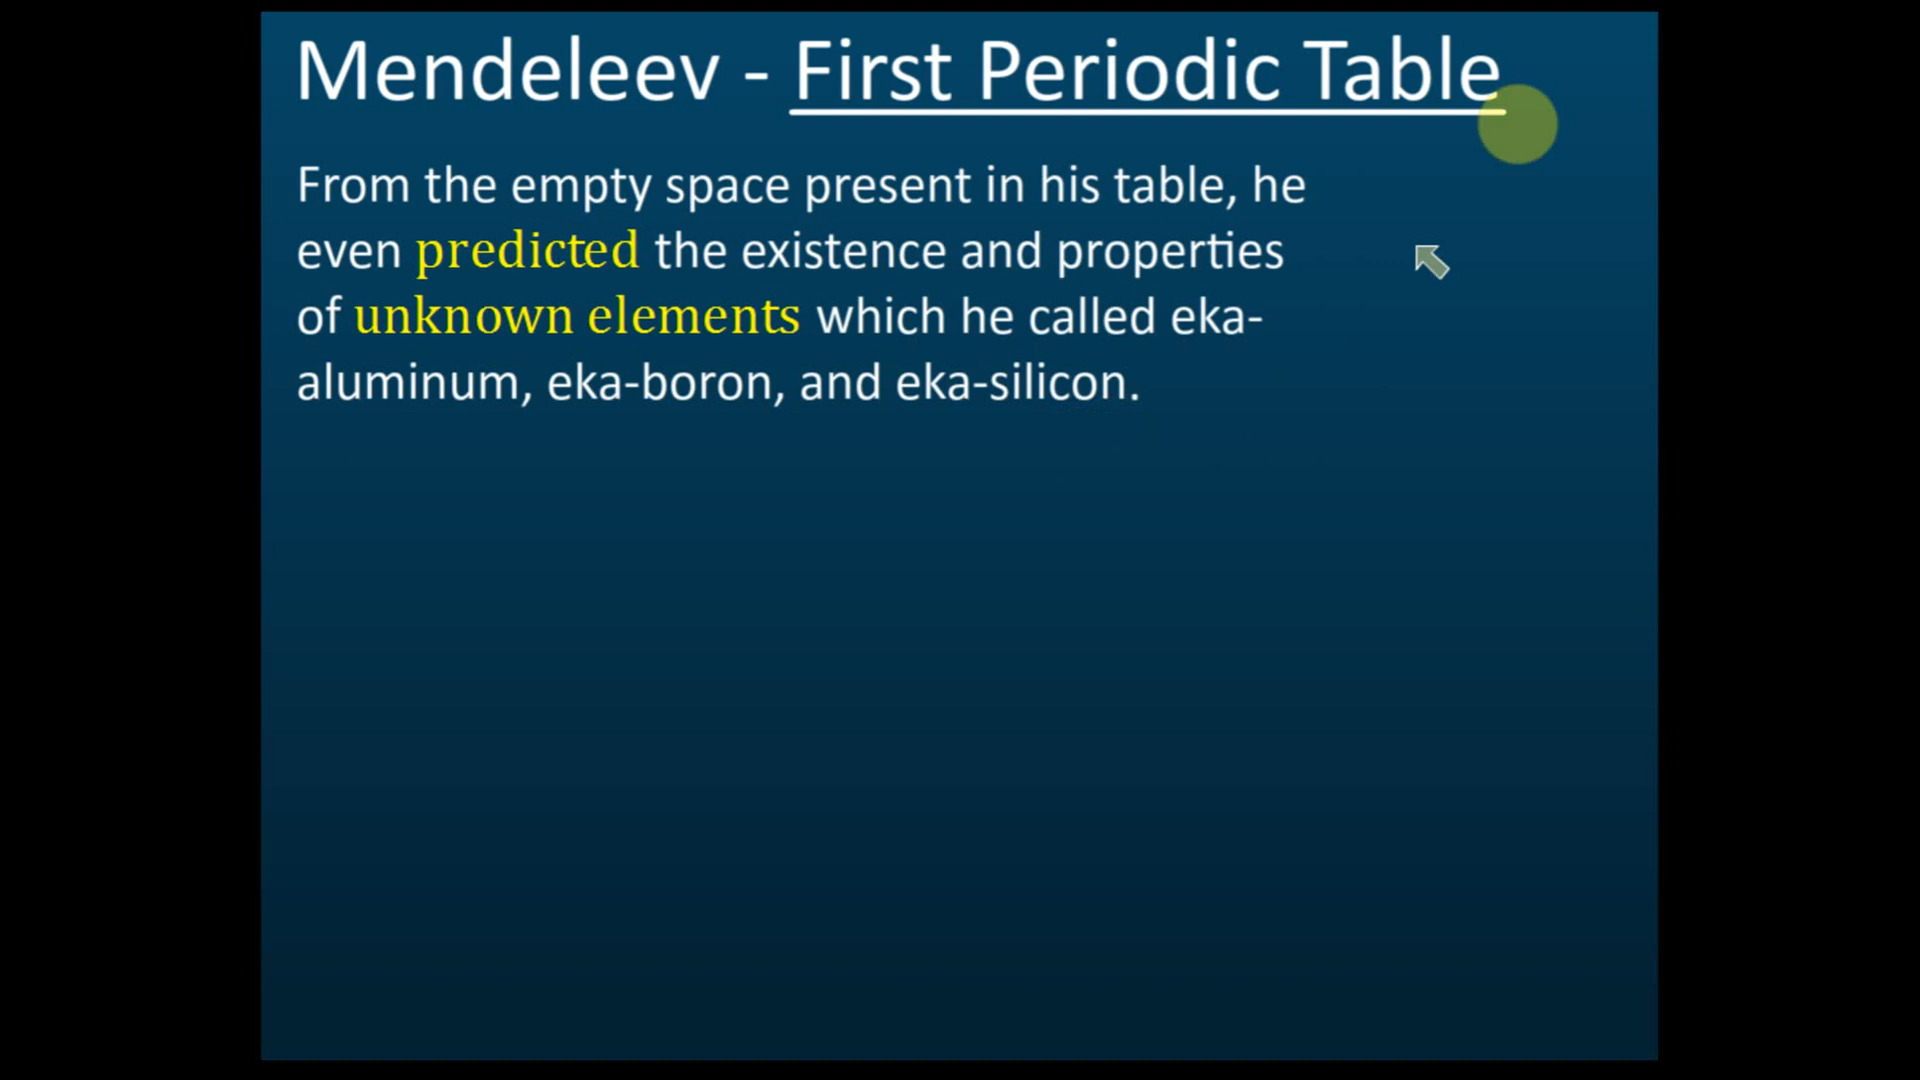 Mendeleev - First Periodic Table
From the empty space present in his table, he
even predicted the existence and properties
of unknown elements which he called eka-
aluminum, eka-boron, and eka-silicon.